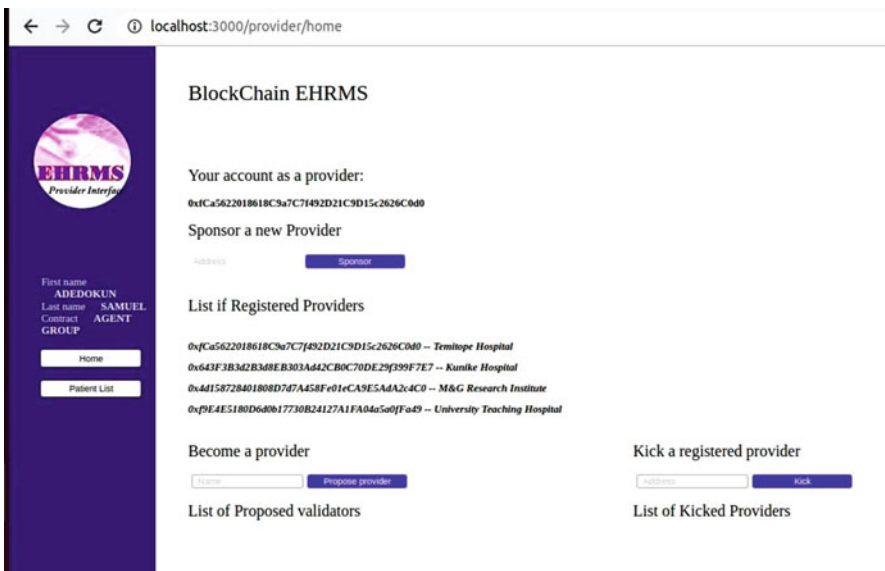 localhost:3000/provider/home
BlockChain EHRMS
EHRMS
Provider Interfac
First name
ADEDOKUN
Last name SAMUEL
Contract AGENT
GROUP
Home
Patient List
Your account as a provider:
0xfCa5622018618C9a7C7f492D21C9D15c2626C0d0
Sponsor a new Provider
Address Sponsor
List if Registered Providers
0xfCa5622018618C9a7C7f492D21C9D15c2626C0d0 -- Temitope Hospital
0x643F3B3d2B3d8EB303Ad42CB0C70DE29f399F7E7 -- Kunike Hospital
0x4d158728401808D7d7A458Fe01eCA9E5AdA2c4C0 -- M&G Research Institute
0xf9E4E5180D6d0b17730B24127A1FA04a5a0fFa49 -- University Teaching Hospital
Become a provider
Name Propose provider
List of Proposed validators
Kick a registered provider
Address Kick
List of Kicked Providers